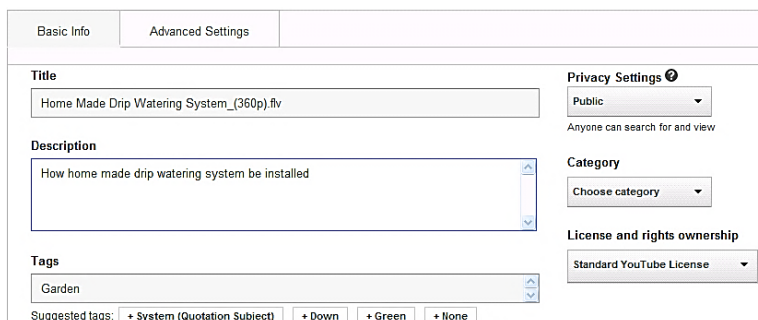 Basic Info
Advanced Settings
Title
Home Made Drip Watering System_(360p).flv
Description
How home made drip watering system be installed
Tags
Garden
Suggested tags: + System (Quotation Subject) + Down + Green + None
Privacy Settings ?
Public
Anyone can search for and view
Category
Choose category
License and rights ownership
Standard YouTube License